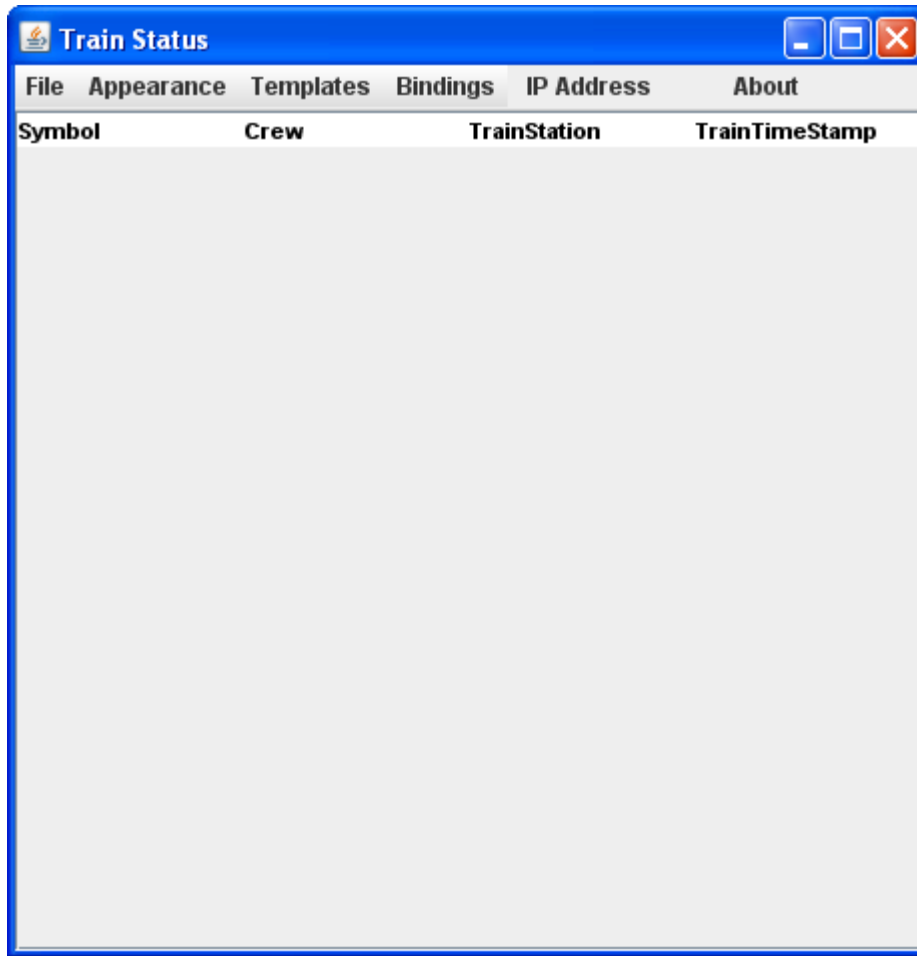 Train Status
File Appearance Templates Bindings IP Address About
Symbol Crew TrainStation TrainTimeStamp